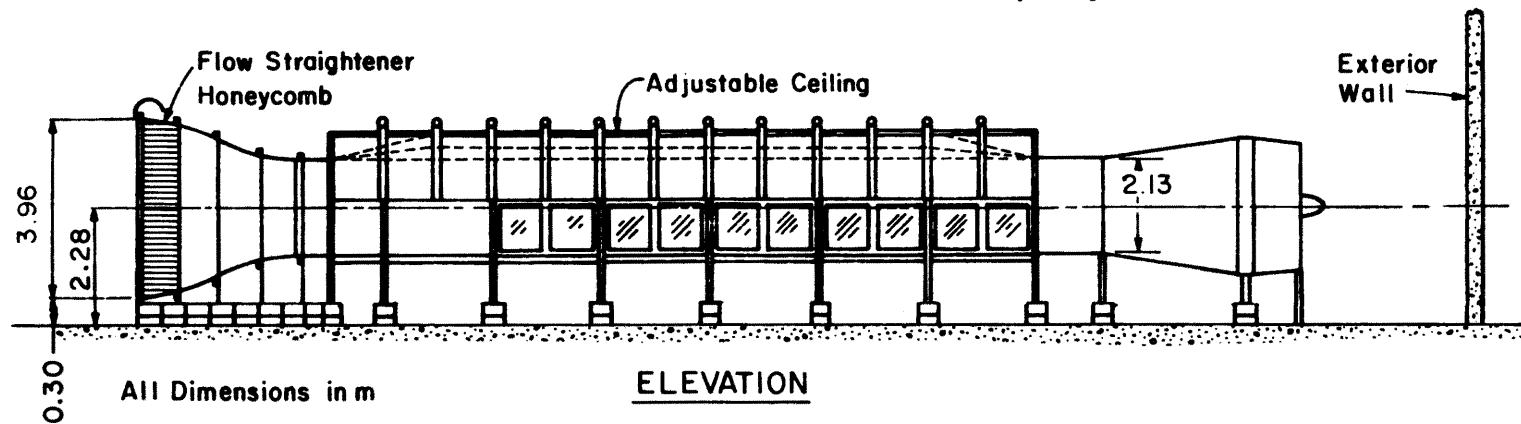 Flow Straightener
Honeycomb
Adjustable Ceiling
Exterior
Wall
3.96
2.28
2.13
0.30
All Dimensions in m
ELEVATION